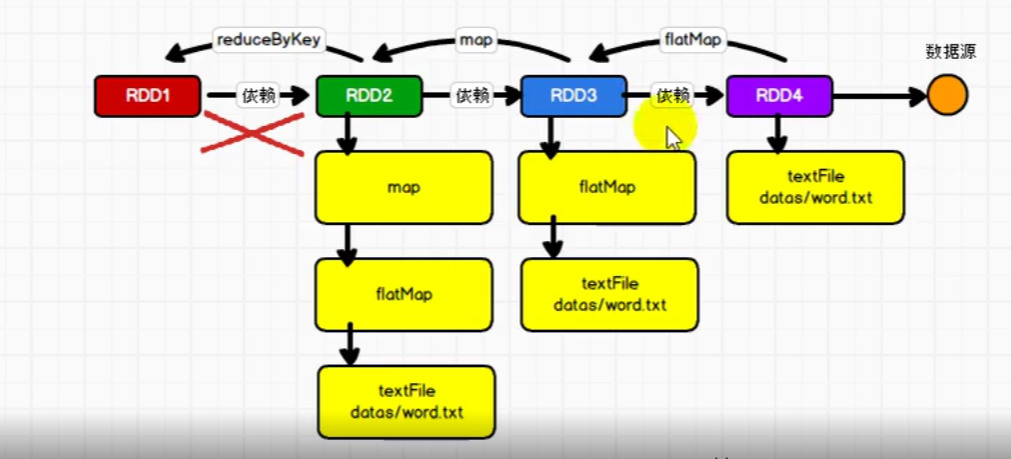 reduceByKey
map
flatMap
数据源
RDD1
依赖
RDD2
依赖
RDD3
依赖
RDD4
map
flatMap
textFile
datas/word.txt
flatMap
textFile
datas/word.txt
textFile
datas/word.txt